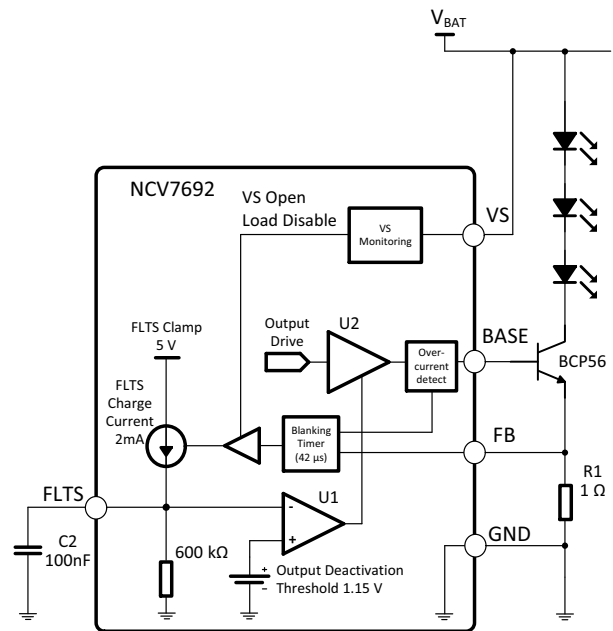 VBAT
NCV7692
VS Open
Load Disable
VS
Monitoring
VS
FLTS Clamp
5 V
Output
Drive
U2
Over-
current
detect
BASE
BCP56
FLTS
Charge
Current
2mA
Blanking
Timer
(42 µs)
FB
R1
1 Ω
FLTS
U1
-
+
C2
100nF
600 kΩ
GND
+ Output Deactivation
– Threshold 1.15 V